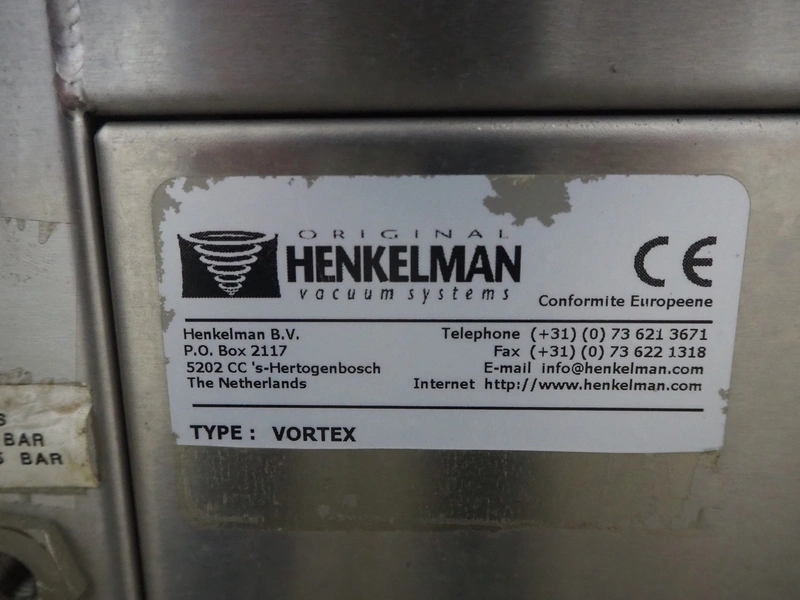 ORIGINAL
HENKELMAN
vacuum systems
CE
Conformite Europeene
Henkelman B.V.
P.O. Box 2117
5202 CC 's-Hertogenbosch
The Netherlands
Telephone (+31) (0) 73 621 3671
Fax (+31) (0) 73 622 1318
E-mail info@henkelman.com
Internet http://www.henkelman.com
TYPE : VORTEX
BAR
BAR